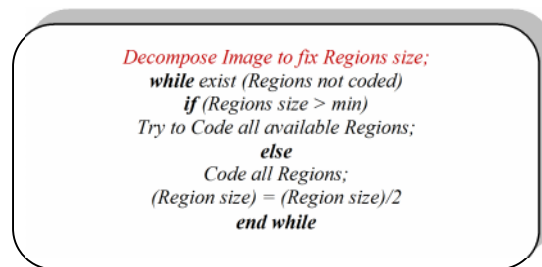 Decompose Image to fix Regions size;
while exist (Regions not coded)
if (Regions size > min)
Try to Code all available Regions;
else
Code all Regions;
(Region size) = (Region size)/2
end while